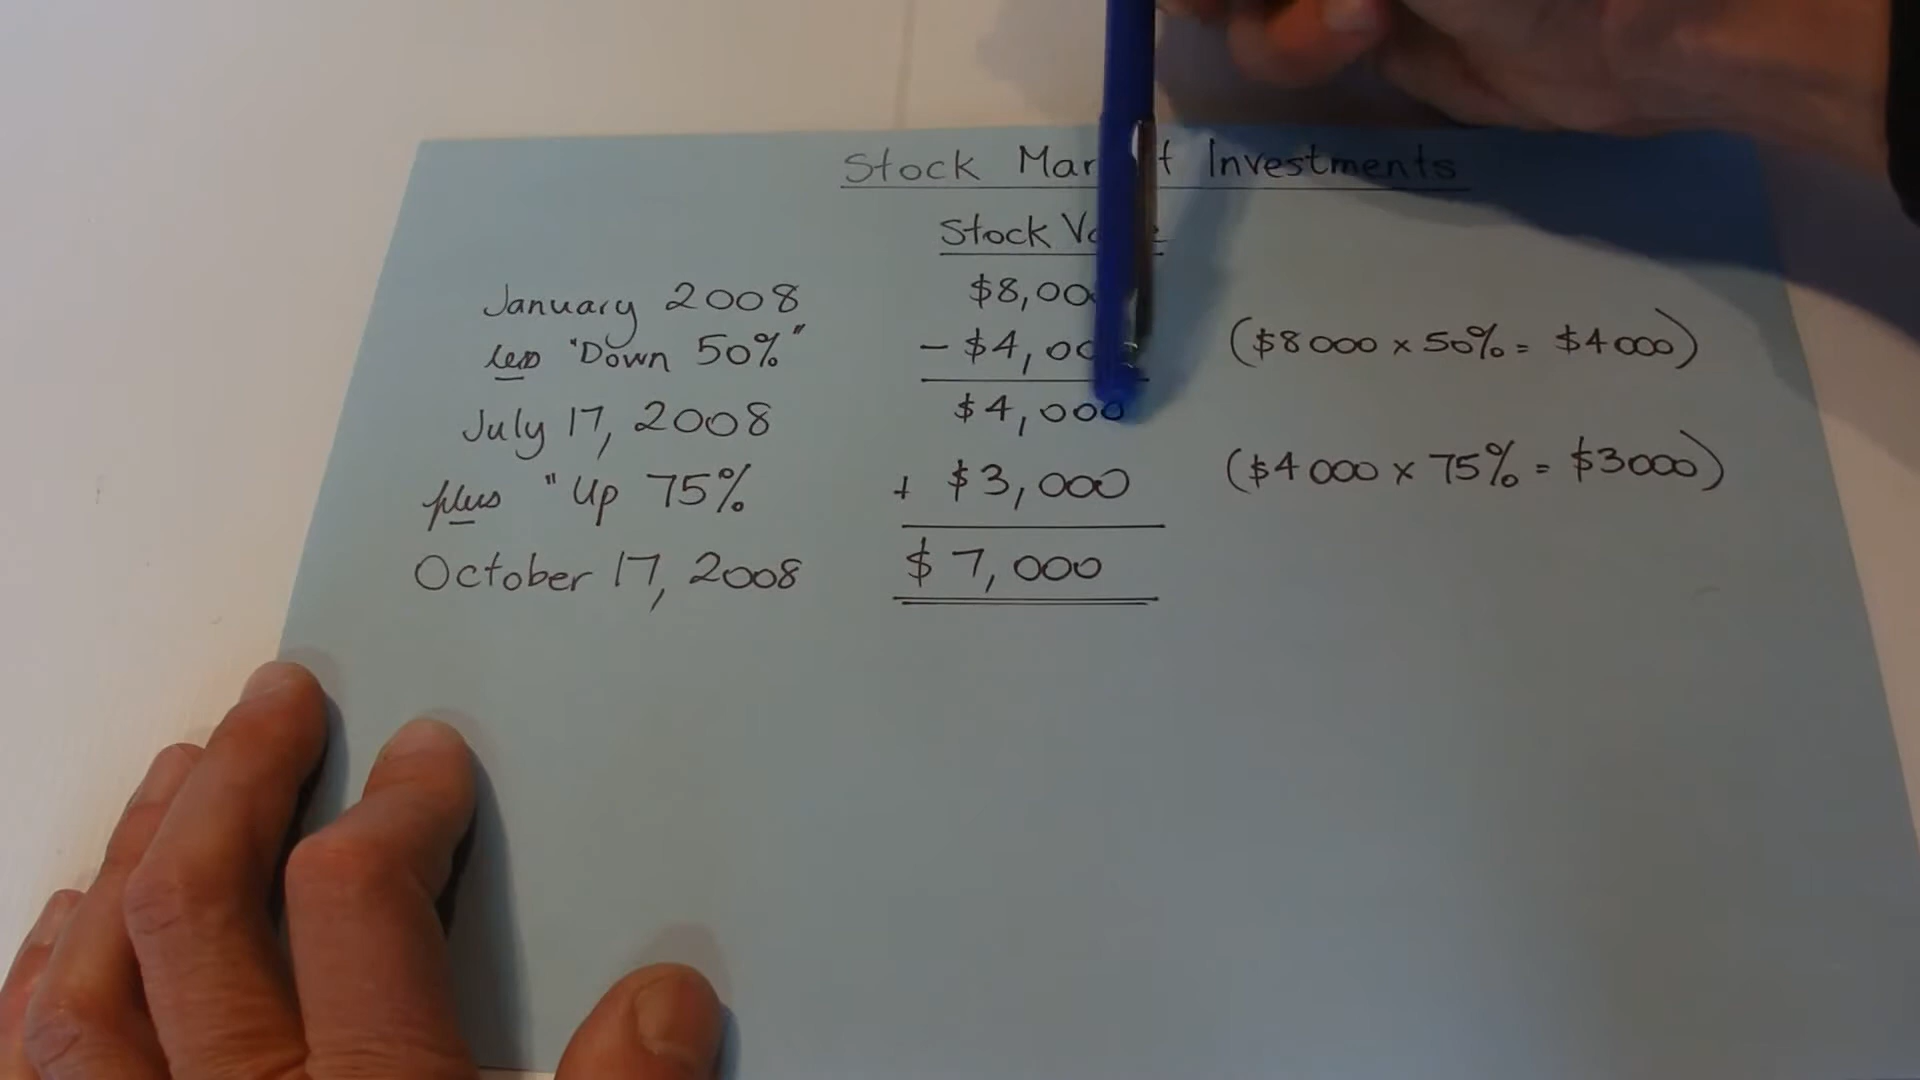 Stock Investments
Stock
January 2008 $8,00
less "Down 50%" - $4,00 ($8000 x 50% = $4000)
July 17, 2008 $4,000
plus "Up 75% + $3,000 ($4000 x 75% = $3000)
October 17, 2008 $7,000